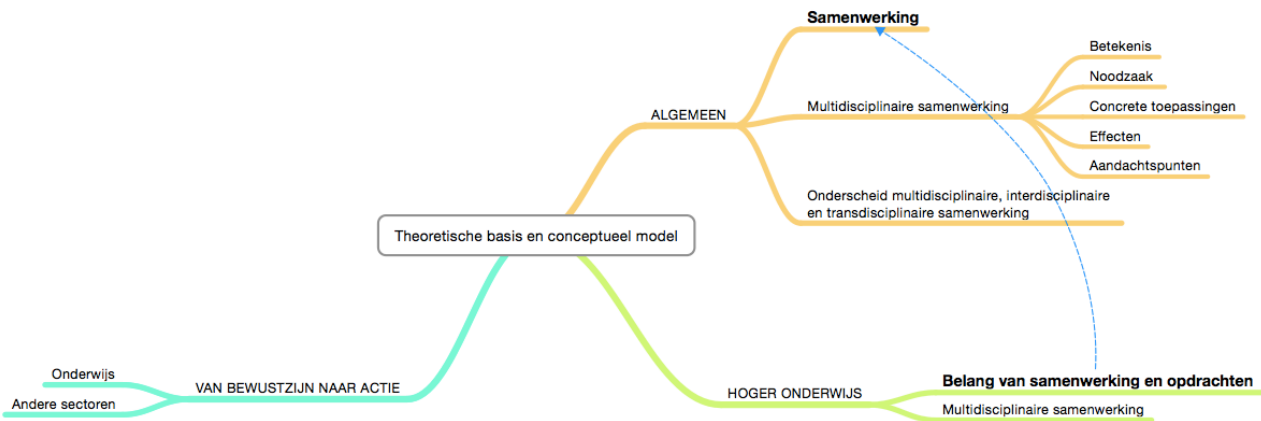 Samenwerking
Betekenis
Noodzaak
Multidisciplinaire samenwerking
Concrete toepassingen
ALGEMEEN
Effecten
Aandachtspunten
Onderscheid multidisciplinaire, interdisciplinaire
en transdisciplinaire samenwerking
Theoretische basis en conceptueel model
Onderwijs
VAN BEWUSTZIJN NAAR ACTIE
Andere sectoren
Belang van samenwerking en opdrachten
HOGER ONDERWIJS
Multidisciplinaire samenwerking